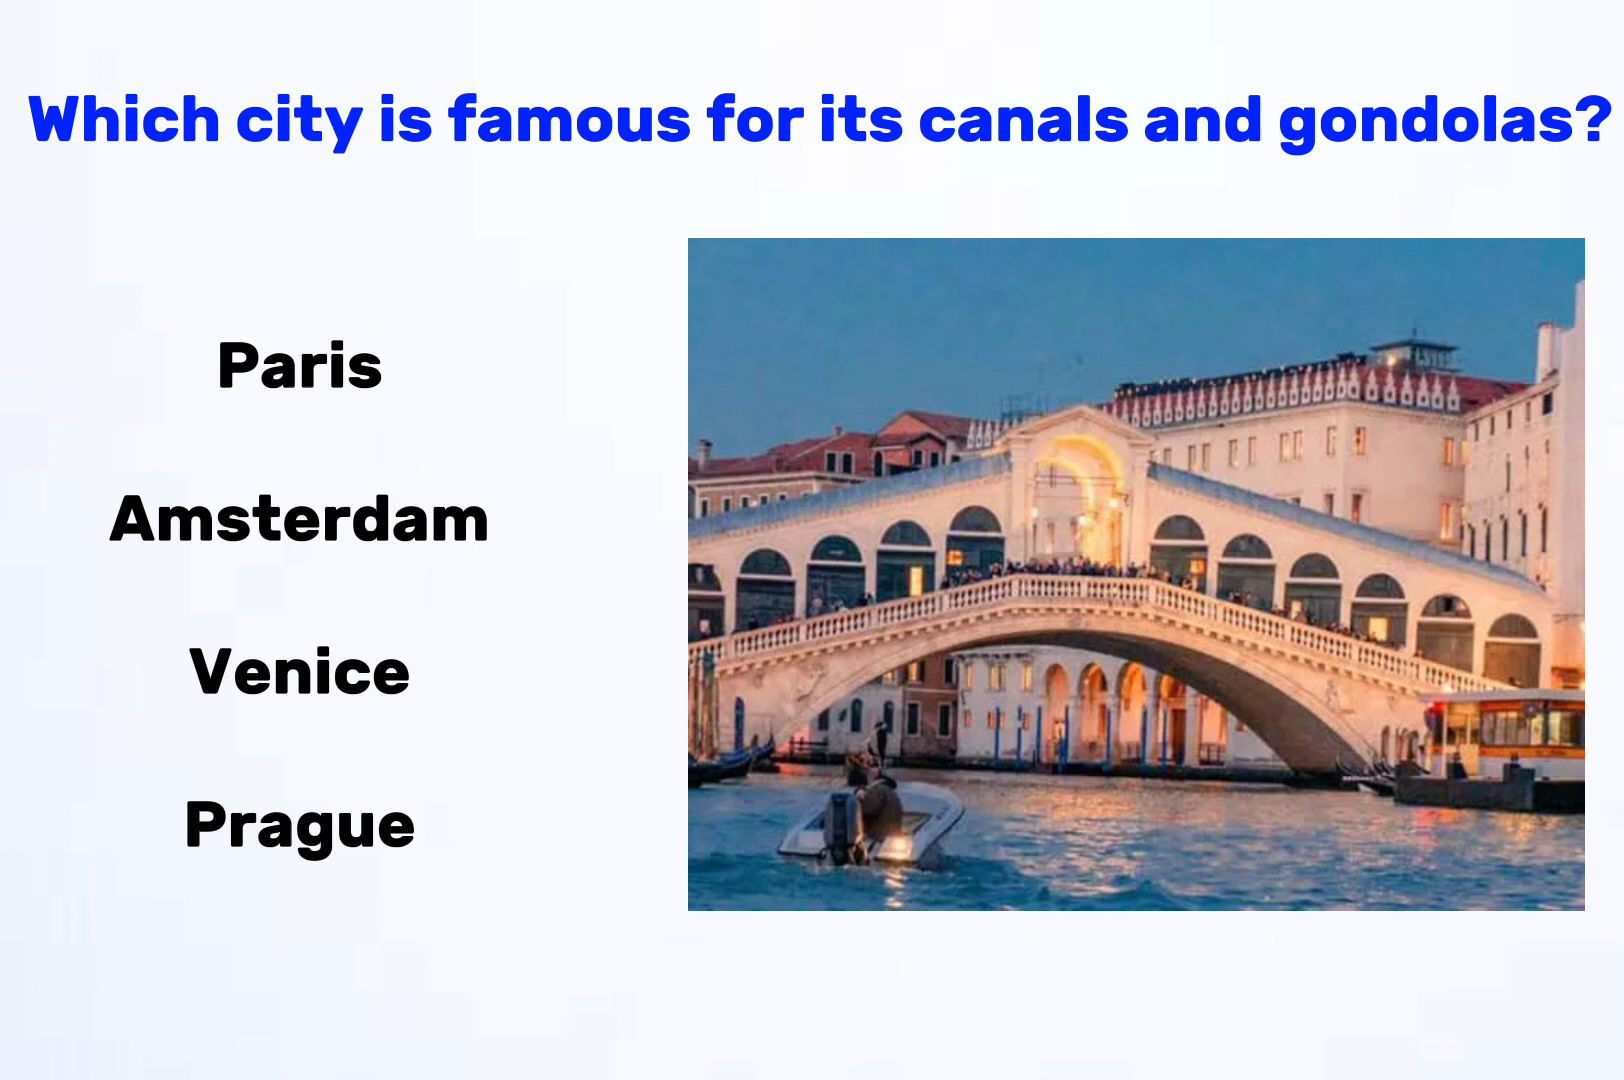 Which city is famous for its canals and gondolas?
Paris
Amsterdam
Venice
Prague